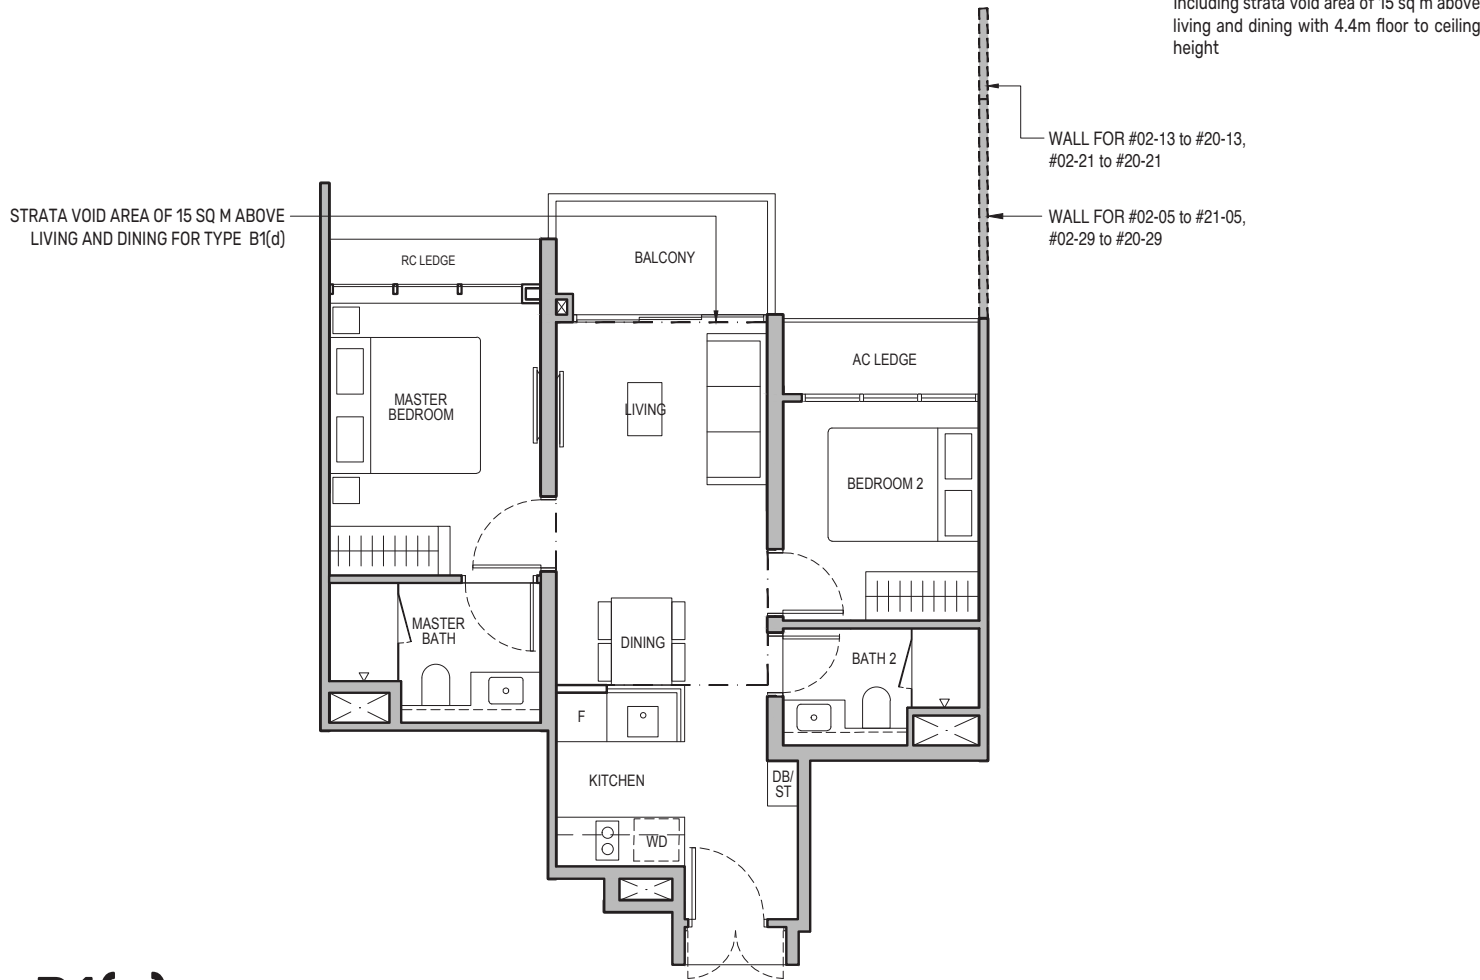 including strata void area of 15 sq m above
living and dining with 4.4m floor to ceiling
height
WALL FOR #02-13 to #20-13,
#02-21 to #20-21
WALL FOR #02-05 to #21-05,
#02-29 to #20-29
STRATA VOID AREA OF 15 SQ M ABOVE
LIVING AND DINING FOR TYPE B1(d)
RC LEDGE
BALCONY
AC LEDGE
MASTER
BEDROOM
LIVING
BEDROOM 2
MASTER
BATH
DINING
BATH 2
F
KITCHEN
DB/
ST
WD